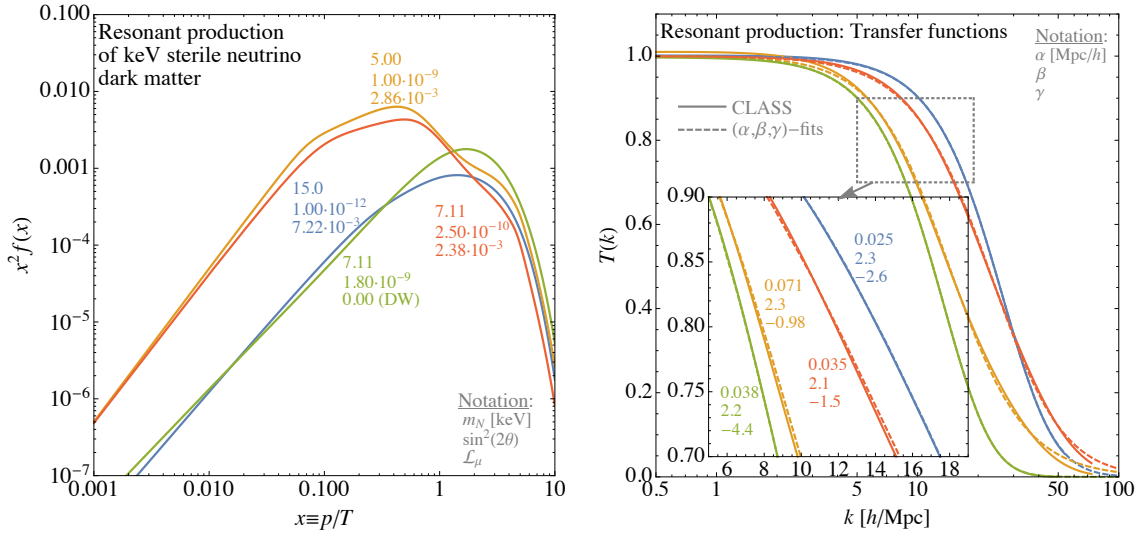 Resonant production
of keV sterile neutrino
dark matter
5.00
1.00·10⁻⁹
2.86·10⁻³
15.0
1.00·10⁻¹²
7.22·10⁻³
7.11
2.50·10⁻¹⁰
2.38·10⁻³
7.11
1.80·10⁻⁹
0.00 (DW)
Notation:
m_N [keV]
sin²(2θ)
ℒ_μ
x² f(x)
0.100
0.010
0.001
10⁻⁴
10⁻⁵
10⁻⁶
10⁻⁷
0.001 0.010 0.100 1 10
x≡p/T
Resonant production: Transfer functions
Notation:
α [Mpc/h]
β
γ
CLASS
(α,β,γ)−fits
T(k)
1.0
0.8
0.6
0.4
0.2
0.0
0.90
0.85
0.80
0.75
0.70
0.025
2.3
−2.6
0.071
2.3
−0.98
0.035
2.1
−1.5
0.038
2.2
−4.4
6 8 10 12 14 16 18
0.5 1 5 10 50 100
k [h/Mpc]